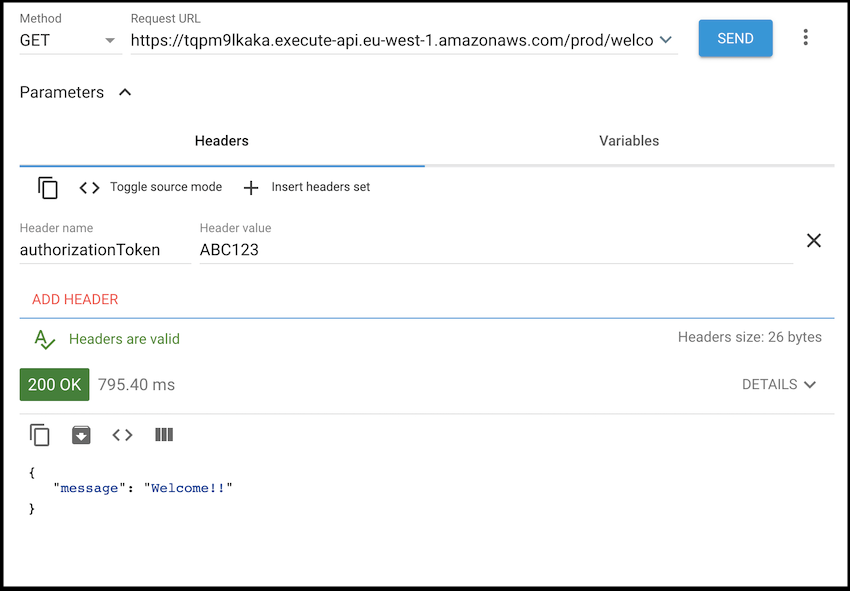 Method Request URL
GET https://tqpm9lkaka.execute-api.eu-west-1.amazonaws.com/prod/welco SEND
Parameters
Headers Variables
Toggle source mode Insert headers set
Header name Header value
authorizationToken ABC123
ADD HEADER
Headers are valid Headers size: 26 bytes
200 OK 795.40 ms DETAILS
{
"message": "Welcome!!"
}